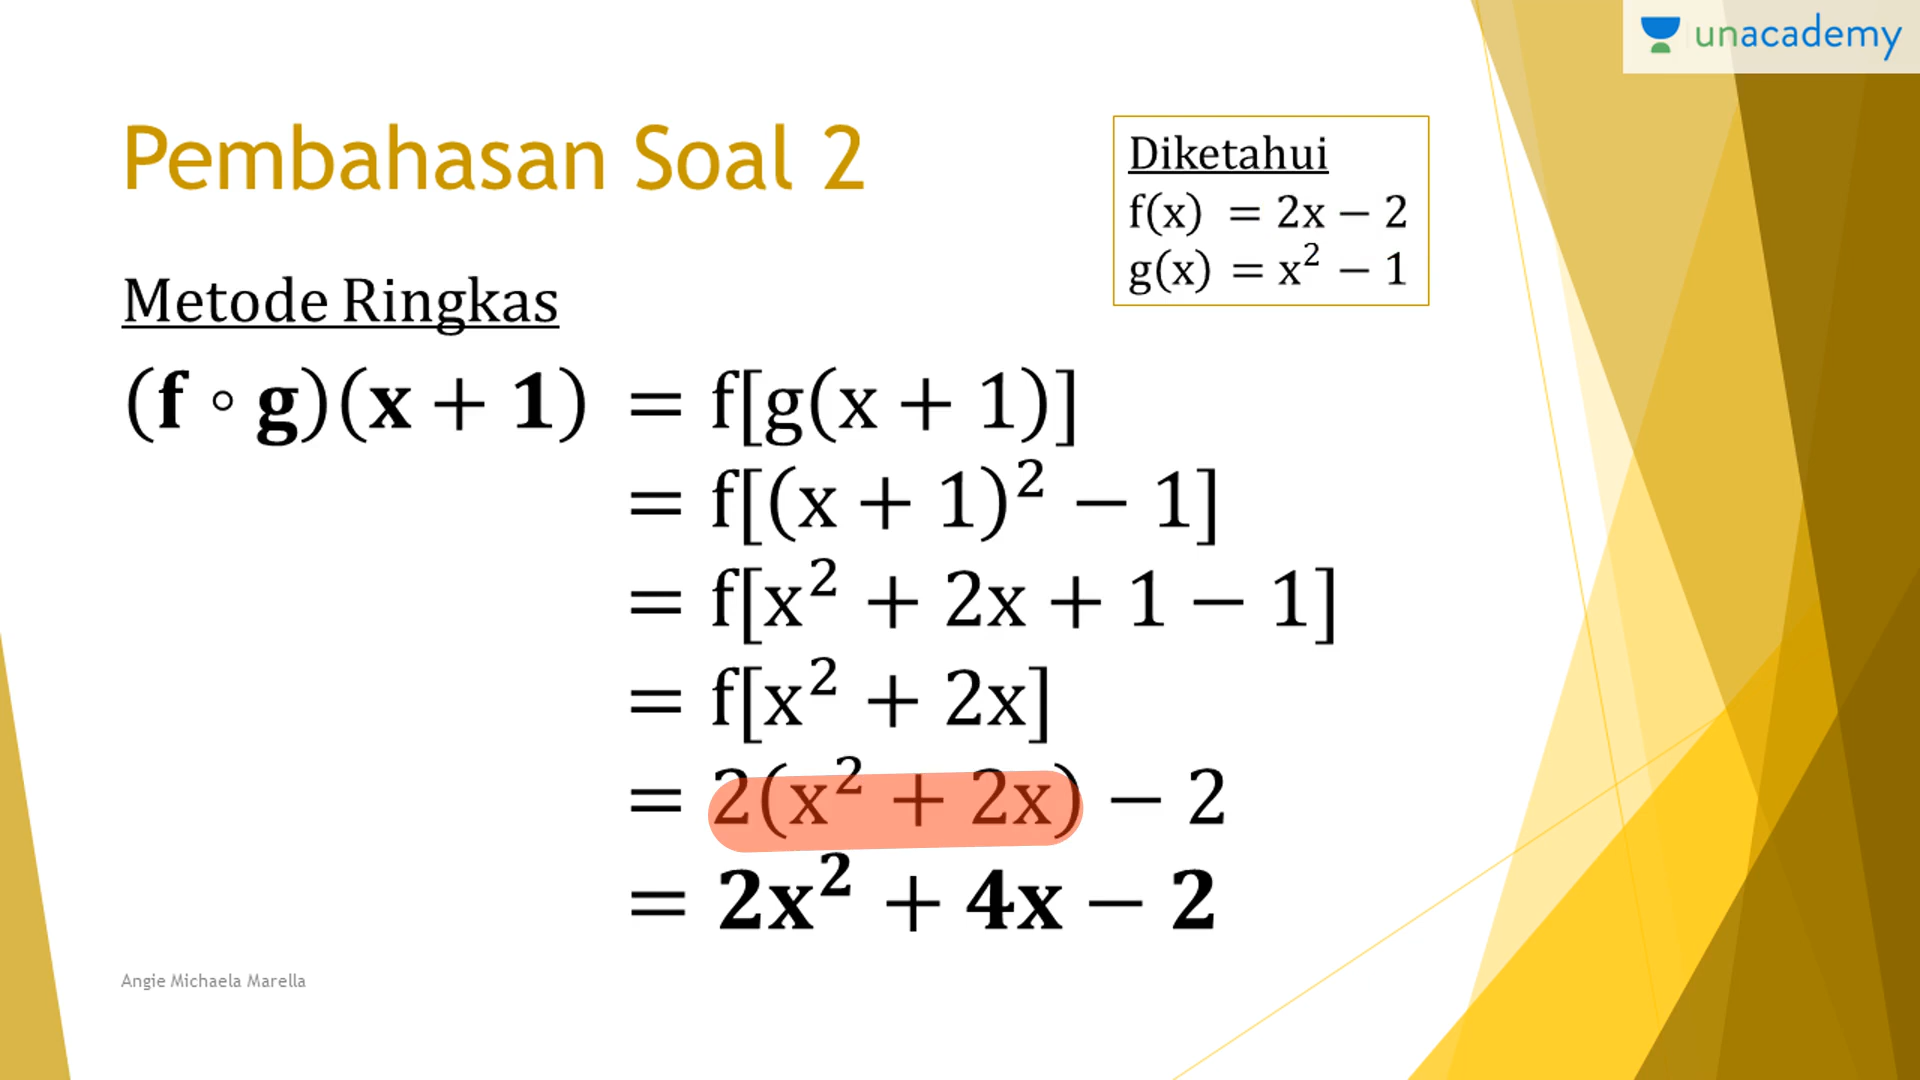 unacademy
Pembahasan Soal 2
Diketahui
f(x) = 2x − 2
g(x) = x² − 1
Metode Ringkas
(f ∘ g)(x + 1) = f[g(x + 1)]
= f[(x + 1)² − 1]
= f[x² + 2x + 1 − 1]
= f[x² + 2x]
= 2(x² + 2x) − 2
= 2x² + 4x − 2
Angie Michaela Marella